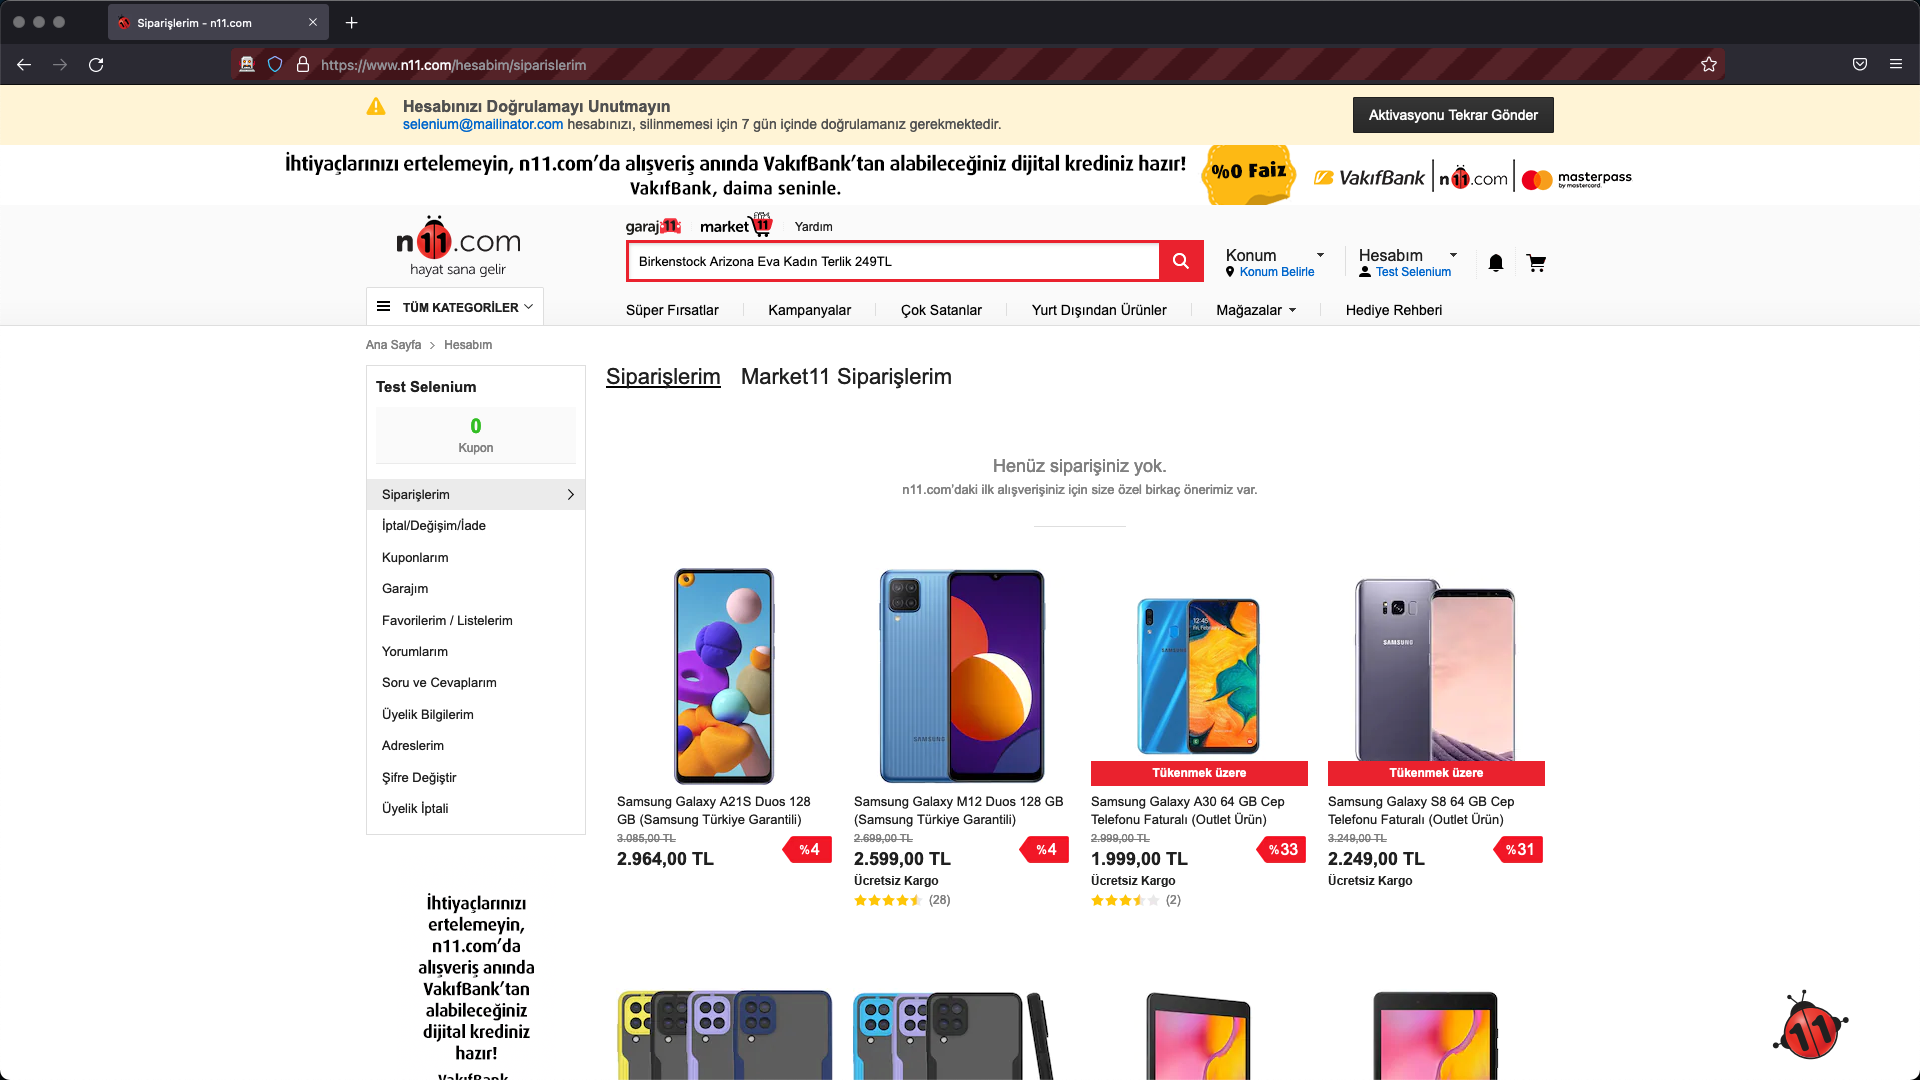 Siparişlerim - n11.com
https://www.n11.com/hesabim/siparislerim
Hesabınızı Doğrulamayı Unutmayın
selenium@mailinator.com hesabınızı, silinmemesi için 7 gün içinde doğrulamanız gerekmektedir.
Aktivasyonu Tekrar Gönder
İhtiyaçlarınızı ertelemeyin, n11.com’da alışveriş anında VakıfBank’tan alabileceğiniz dijital krediniz hazır!
VakıfBank, daima seninle.
%0 Faiz
VakıfBank
n11.com
masterpass
by mastercard.
garaj11
market11
Yardım
n11.com
hayat sana gelir
Birkenstock Arizona Eva Kadın Terlik 249TL
Konum
Konum Belirle
Hesabım
Test Selenium
TÜM KATEGORİLER
Süper Fırsatlar
Kampanyalar
Çok Satanlar
Yurt Dışından Ürünler
Mağazalar
Hediye Rehberi
Ana Sayfa > Hesabım
Test Selenium
0
Kupon
Siparişlerim
İptal/Değişim/İade
Kuponlarım
Garajım
Favorilerim / Listelerim
Yorumlarım
Soru ve Cevaplarım
Üyelik Bilgilerim
Adreslerim
Şifre Değiştir
Üyelik İptali
İhtiyaçlarınızı
ertelemeyin,
n11.com’da
alışveriş anında
VakıfBank’tan
alabileceğiniz
dijital krediniz
hazır!
VakıfBank,
Siparişlerim
Market11 Siparişlerim
Henüz siparişiniz yok.
n11.com’daki ilk alışverişiniz için size özel birkaç önerimiz var.
Samsung Galaxy A21S Duos 128
GB (Samsung Türkiye Garantili)
3.085,00 TL
2.964,00 TL
%4
SAMSUNG
Samsung Galaxy M12 Duos 128 GB
(Samsung Türkiye Garantili)
2.699,00 TL
2.599,00 TL
%4
Ücretsiz Kargo
(28)
SAMSUNG
12:45
Tükenmek üzere
Samsung Galaxy A30 64 GB Cep
Telefonu Faturalı (Outlet Ürün)
2.999,00 TL
1.999,00 TL
%33
Ücretsiz Kargo
(2)
SAMSUNG
Tükenmek üzere
Samsung Galaxy S8 64 GB Cep
Telefonu Faturalı (Outlet Ürün)
3.249,00 TL
2.249,00 TL
%31
Ücretsiz Kargo
11